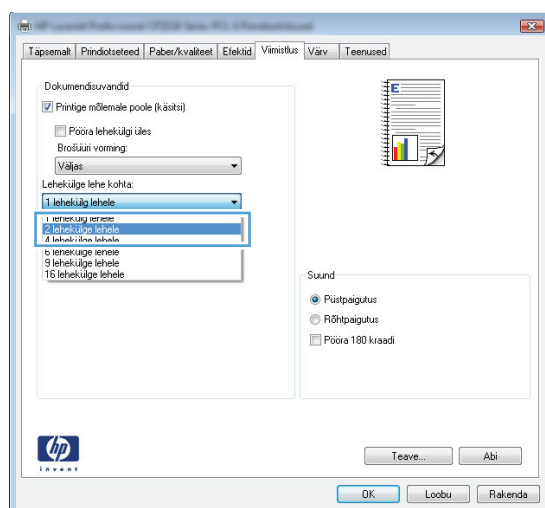 Täpsemalt Prindiotseteed Paber/kvaliteet Efektid Viimistlus Värv Teenused
Dokumendisuvandid
Printige mõlemale poole (käsitsi)
Pööra lehekülgi üles
Brošüüri vorming:
Väljas
Lehekülge lehe kohta:
1 lehekülg lehele
1 lehekülg lehele
2 lehekülge lehele
4 lehekülge lehele
6 lehekülge lehele
9 lehekülge lehele
16 lehekülge lehele
E
Suund
Püstpaigutus
Rõhtpaigutus
Pööra 180 kraadi
hp
invent
Teave... Abi
OK Loobu Rakenda